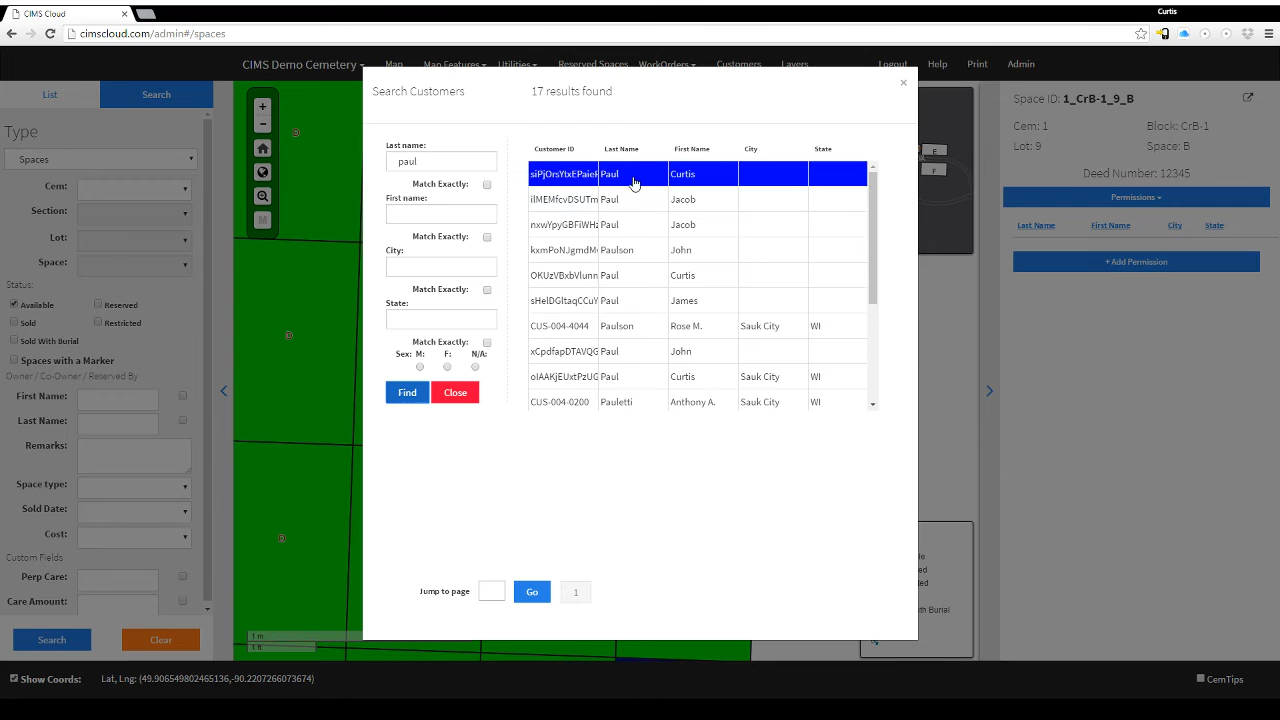 CIMS Cloud
Curtis
cimscloud.com/admin#/spaces
CIMS Demo Cemetery Map Map Features Utilities Reserved Spaces WorkOrders Customers Layers Logout Help Print Admin
List Search
Type
Spaces
Cem:
Section:
Lot:
Space:
Status:
Available Reserved
Sold Restricted
Sold With Burial
Spaces with a Marker
Owner / Co-Owner / Reserved By
First Name:
Last Name:
Remarks:
Space type:
Sold Date:
Cost:
Custom Fields
Perp Care:
Care Amount:
Search Clear
M
1 m
1 ft
Search Customers 17 results found ×
Last name:
paul
Match Exactly:
First name:
Match Exactly:
City:
Match Exactly:
State:
Match Exactly:
Sex: M: F: N/A:
Find Close
Customer ID Last Name First Name City State
Paul Curtis
Paul Jacob
Paul Jacob
Paulson John
Paul Curtis
Paul James
CUS-004-4044 Paulson Rose M. Sauk City WI
Paul John
Paul Curtis Sauk City WI
CUS-004-0200 Pauletti Anthony A. Sauk City WI
Jump to page Go 1
E
F
Space ID: 1_CrB-1_9_B
Cem: 1 Block: CrB-1
Lot: 9 Space: B
Deed Number: 12345
Permissions
Last Name First Name City State
+ Add Permission
Show Coords: Lat, Lng: (49.906549802465136,-90.2207266073674)
CemTips